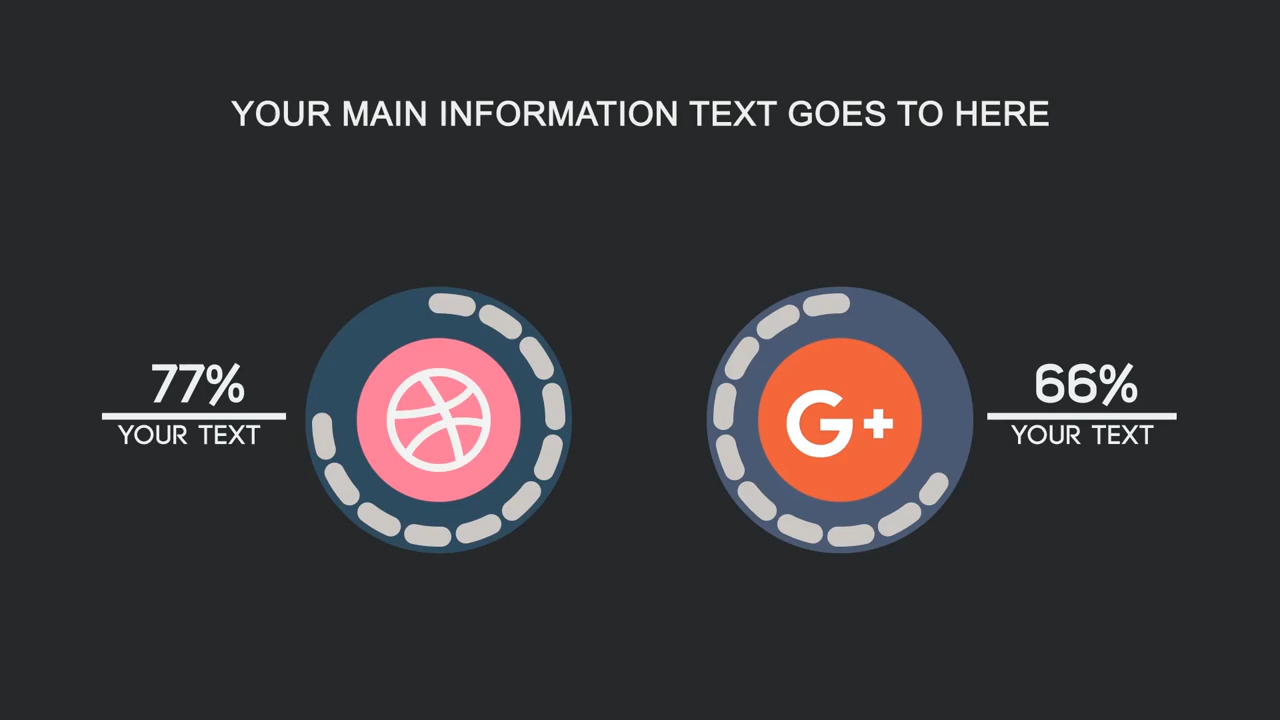 YOUR MAIN INFORMATION TEXT GOES TO HERE
77%
YOUR TEXT
G+
66%
YOUR TEXT